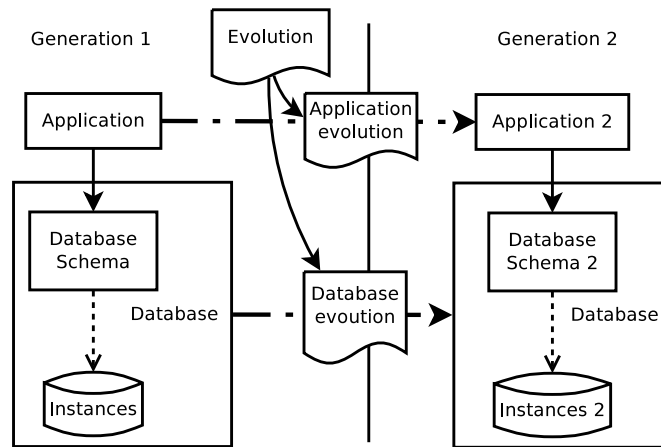 Generation 1
Evolution
Generation 2
Application
Application
evolution
Application 2
Database
Schema
Database
Database
evoution
Database
Schema 2
Database
Instances
Instances 2